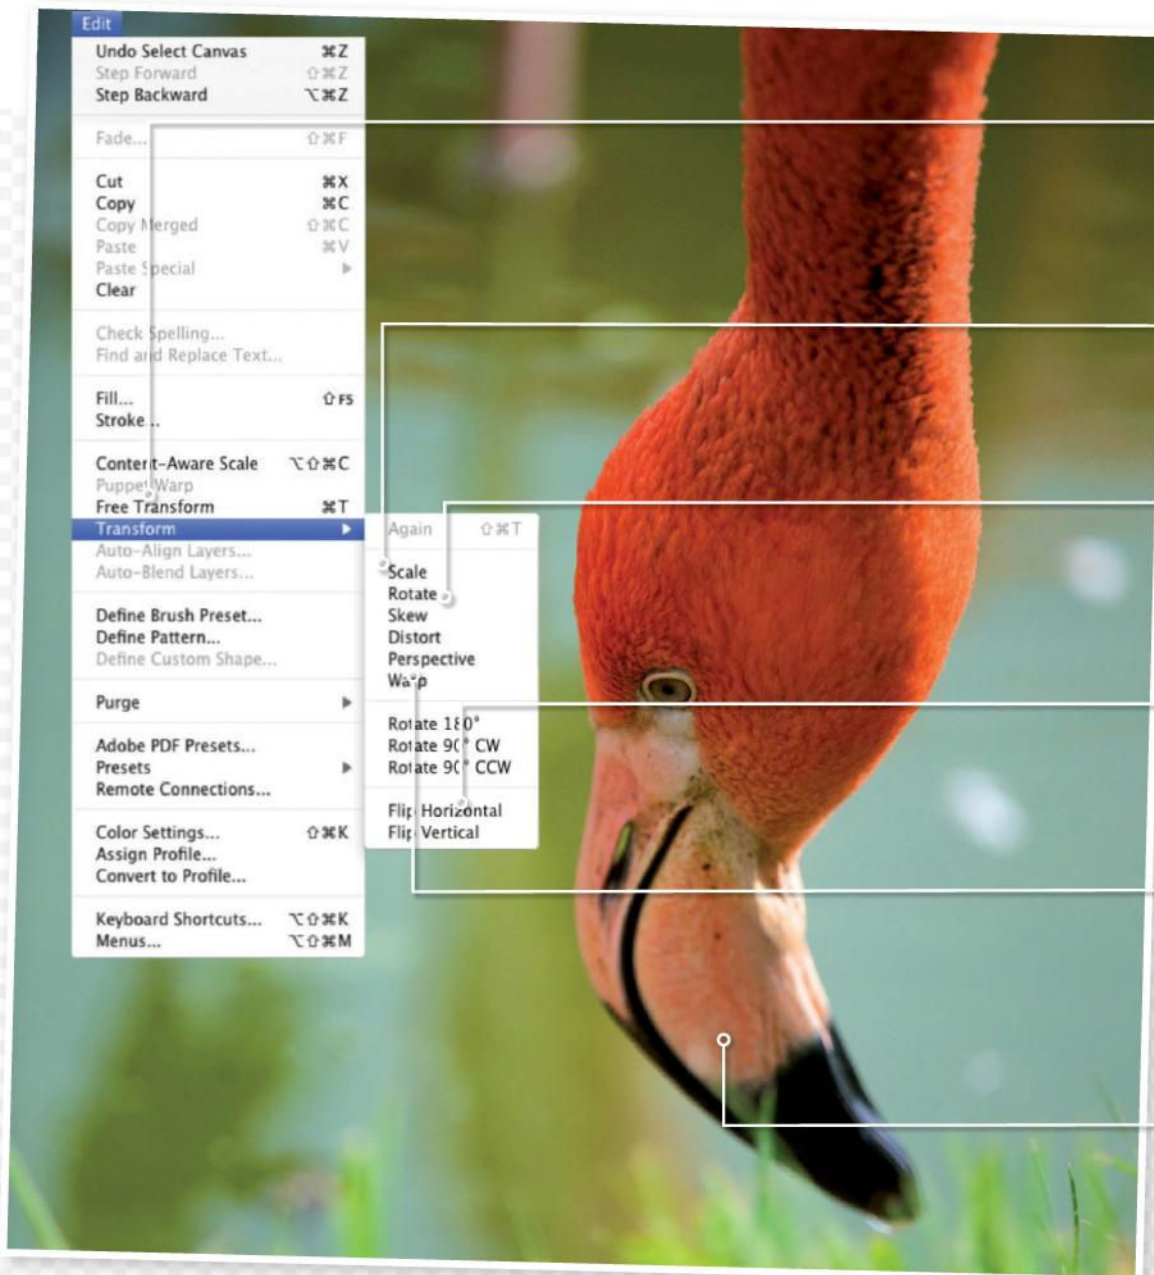 Edit
Undo Select Canvas ⌘Z
Step Forward ⇧⌘Z
Step Backward ⌥⌘Z
Fade... ⇧⌘F
Cut ⌘X
Copy ⌘C
Copy Merged ⇧⌘C
Paste ⌘V
Paste Special ▶
Clear
Check Spelling...
Find and Replace Text...
Fill... ⇧F5
Stroke...
Content-Aware Scale ⌥⇧⌘C
Puppet Warp
Free Transform ⌘T
Transform ▶
Auto-Align Layers...
Auto-Blend Layers...
Define Brush Preset...
Define Pattern...
Define Custom Shape...
Purge ▶
Adobe PDF Presets...
Presets ▶
Remote Connections...
Color Settings... ⇧⌘K
Assign Profile...
Convert to Profile...
Keyboard Shortcuts... ⌥⇧⌘K
Menus... ⌥⇧⌘M
Again ⇧⌘T
Scale
Rotate
Skew
Distort
Perspective
Warp
Rotate 180°
Rotate 90° CW
Rotate 90° CCW
Flip Horizontal
Flip Vertical